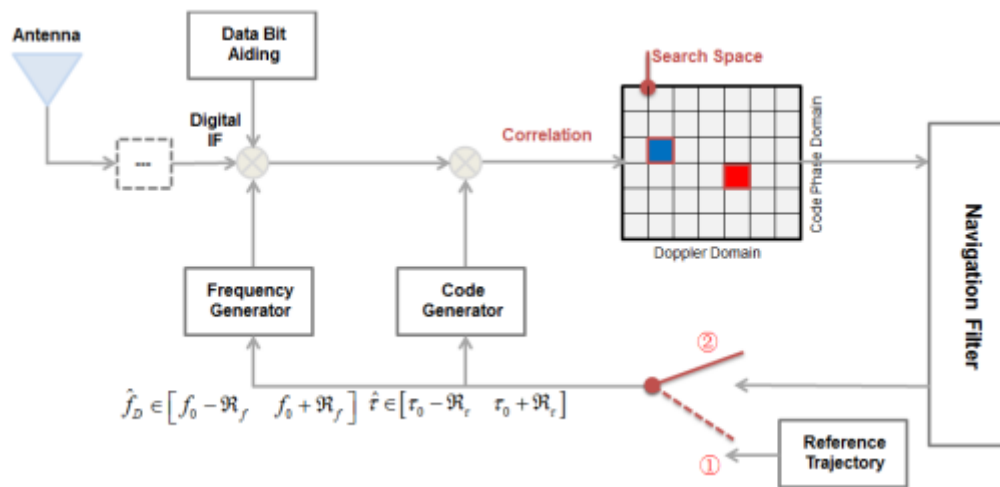 Antenna
Data Bit
Aiding
Digital
IF
---
Correlation
Search Space
Code Phase Domain
Doppler Domain
Navigation Filter
Frequency
Generator
Code
Generator
②
f̂_D ∈ [f_0 − ℜ_f  f_0 + ℜ_f]  τ̂ ∈ [τ_0 − ℜ_τ  τ_0 + ℜ_τ]
①
Reference
Trajectory